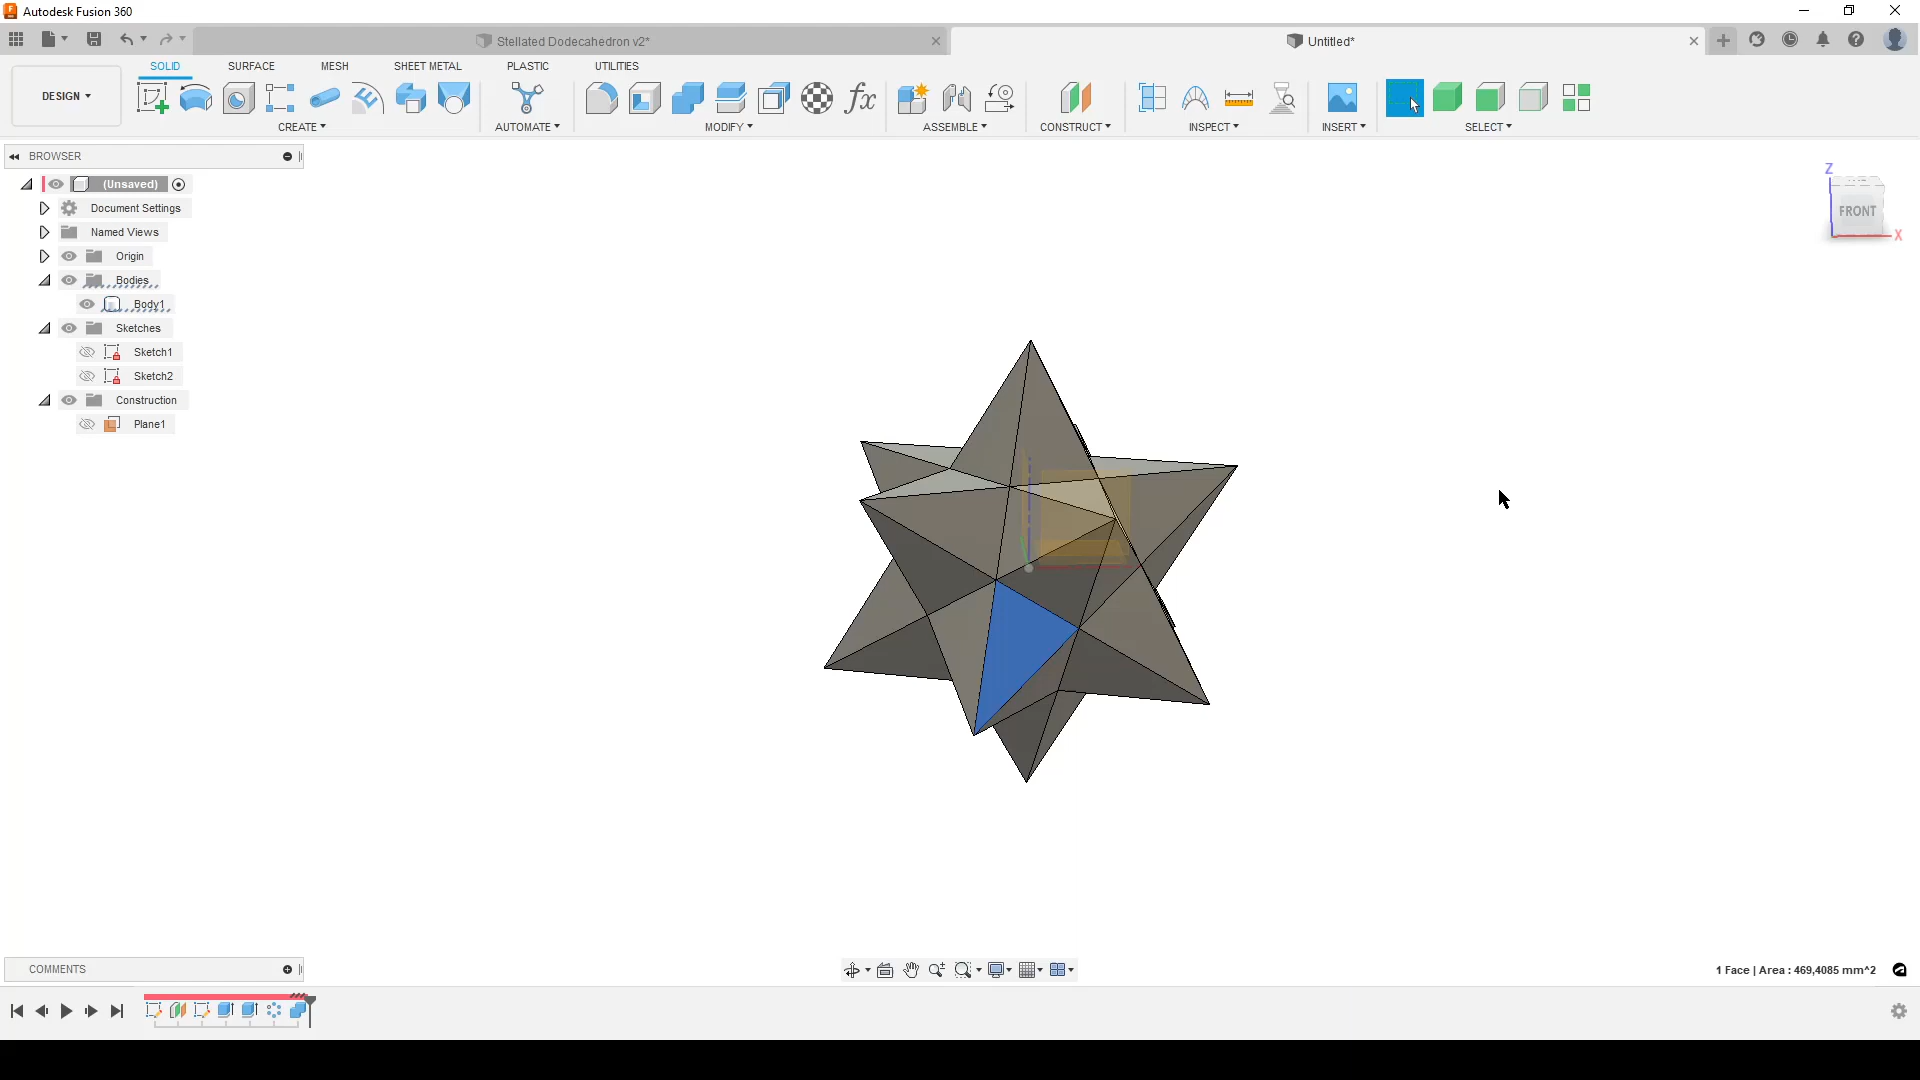 Autodesk Fusion 360
Stellated Dodecahedron v2*
Untitled*
DESIGN
SOLID
SURFACE
MESH
SHEET METAL
PLASTIC
UTILITIES
CREATE
AUTOMATE
MODIFY
ASSEMBLE
CONSTRUCT
INSPECT
INSERT
SELECT
fx
BROWSER
(Unsaved)
Document Settings
Named Views
Origin
Bodies
Body1
Sketches
Sketch1
Sketch2
Construction
Plane1
Z
FRONT
X
COMMENTS
1 Face | Area : 469,4085 mm^2